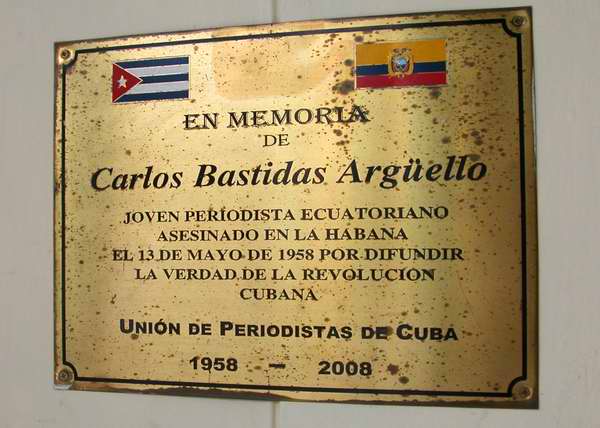 EN MEMORIA
DE
Carlos Bastidas Argüello
JOVEN PERIODISTA ECUATORIANO
ASESINADO EN LA HABANA
EL 13 DE MAYO DE 1958 POR DIFUNDIR
LA VERDAD DE LA REVOLUCION
CUBANA
UNIÓN DE PERIODISTAS DE CUBA
1958 – 2008